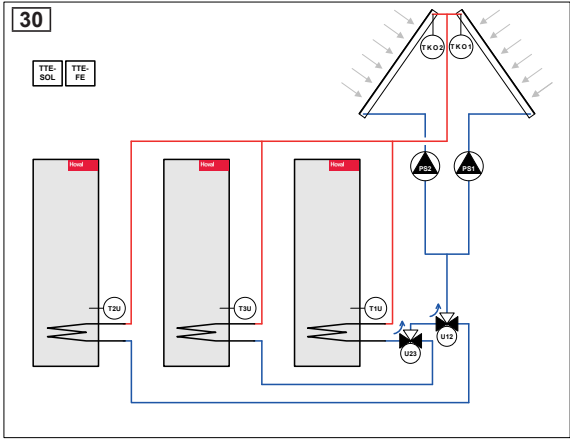 30
TTE-
SOL
TTE-
FE
TKO2
TKO1
PS2
PS1
Hoval
Hoval
Hoval
T2U
T3U
T1U
U23
U12